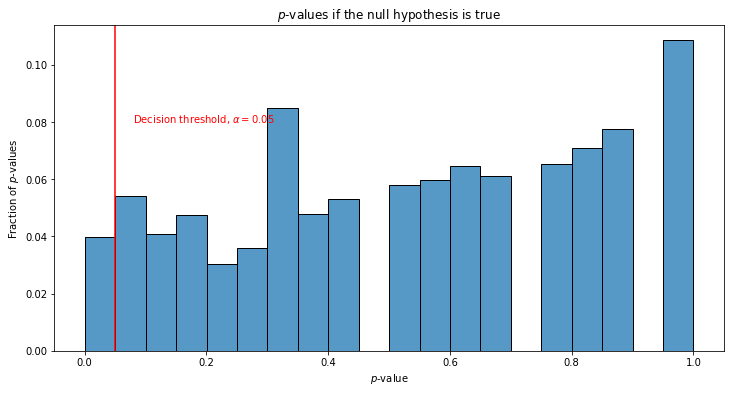 p-values if the null hypothesis is true
Decision threshold, α = 0.05
Fraction of p-values
0.10
0.08
0.06
0.04
0.02
0.00
0.0 0.2 0.4 0.6 0.8 1.0
p-value